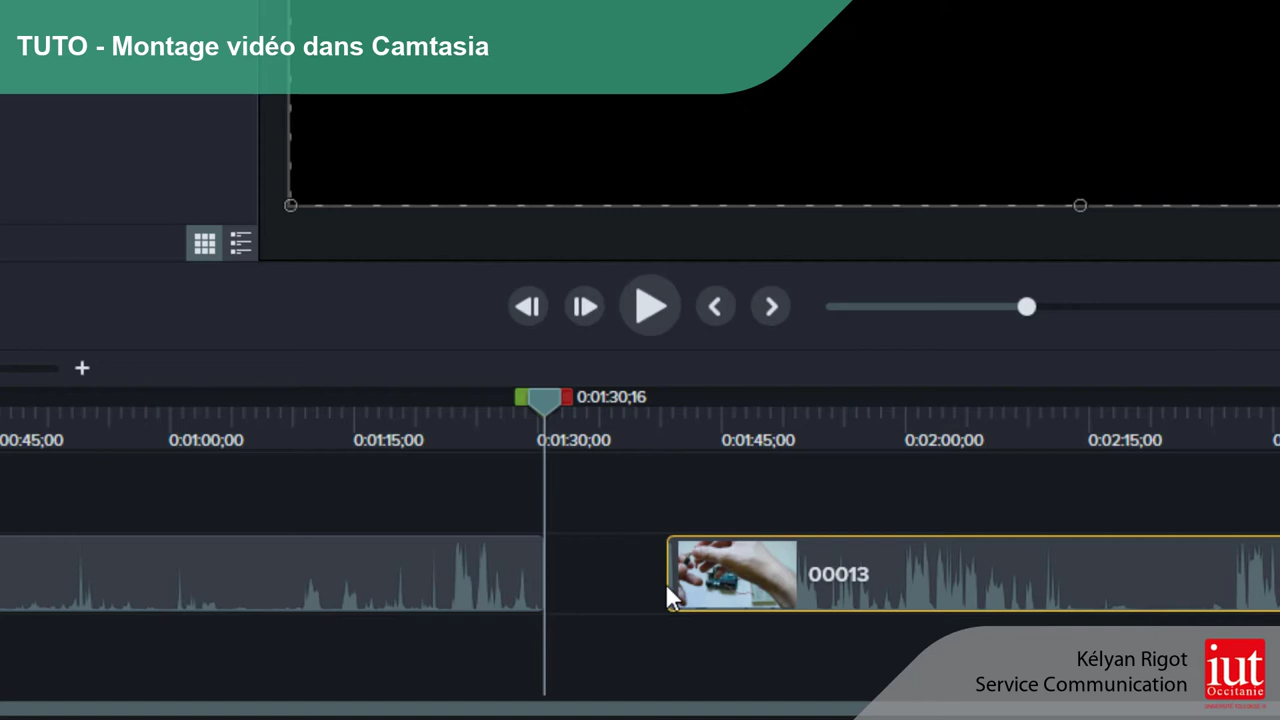 TUTO - Montage vidéo dans Camtasia
0:01:30;16
00:45;00 0:01:00;00 0:01:15;00 0:01:30;00 0:01:45;00 0:02:00;00 0:02:15;00
00013
Kélyan Rigot
Service Communication
iut
Occitanie